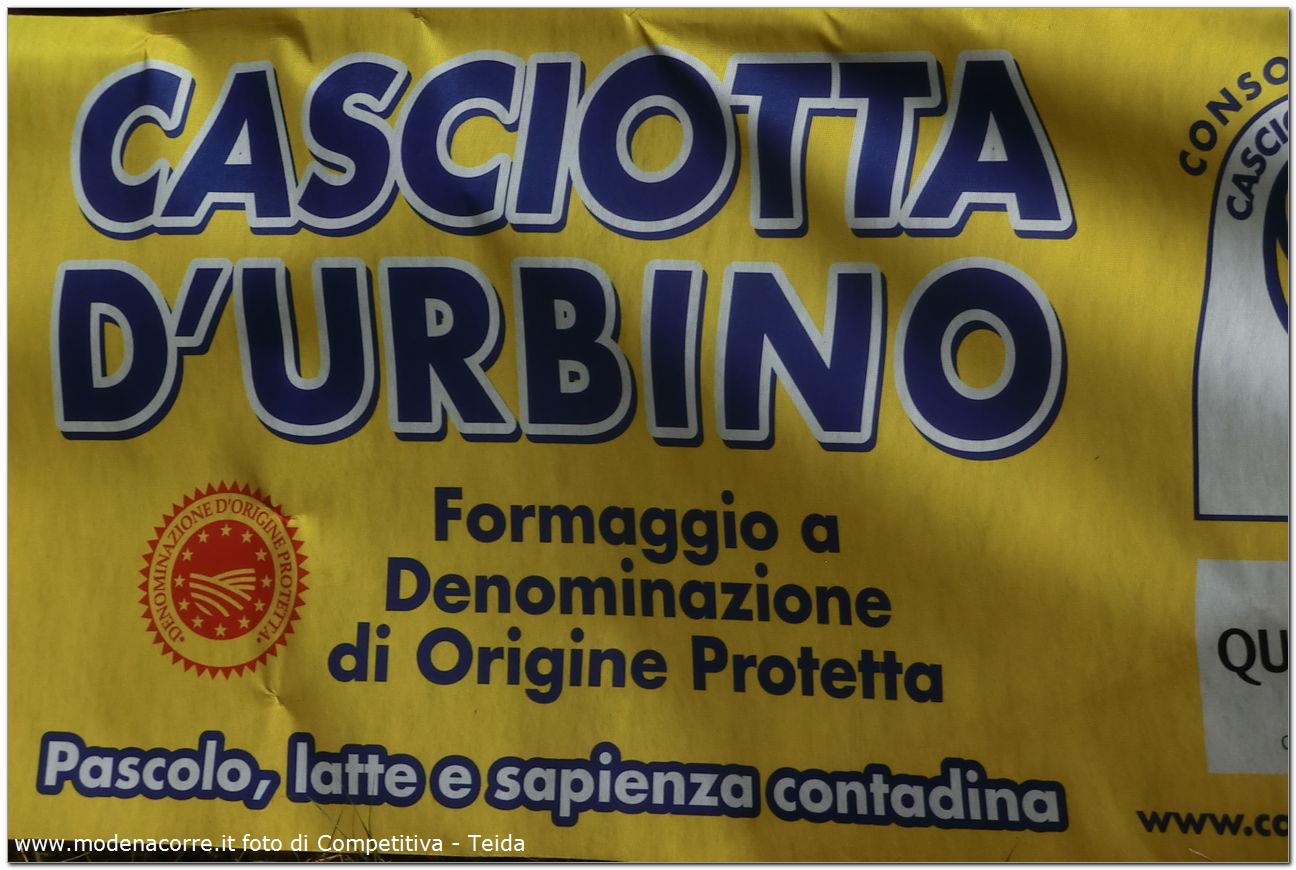 CASCIOTTA
D'URBINO
DENOMINAZIONE D'ORIGINE PROTETTA
Formaggio a
Denominazione
di Origine Protetta
Pascolo, latte e sapienza contadina
www.modenacorre.it foto di Competitiva - Teida